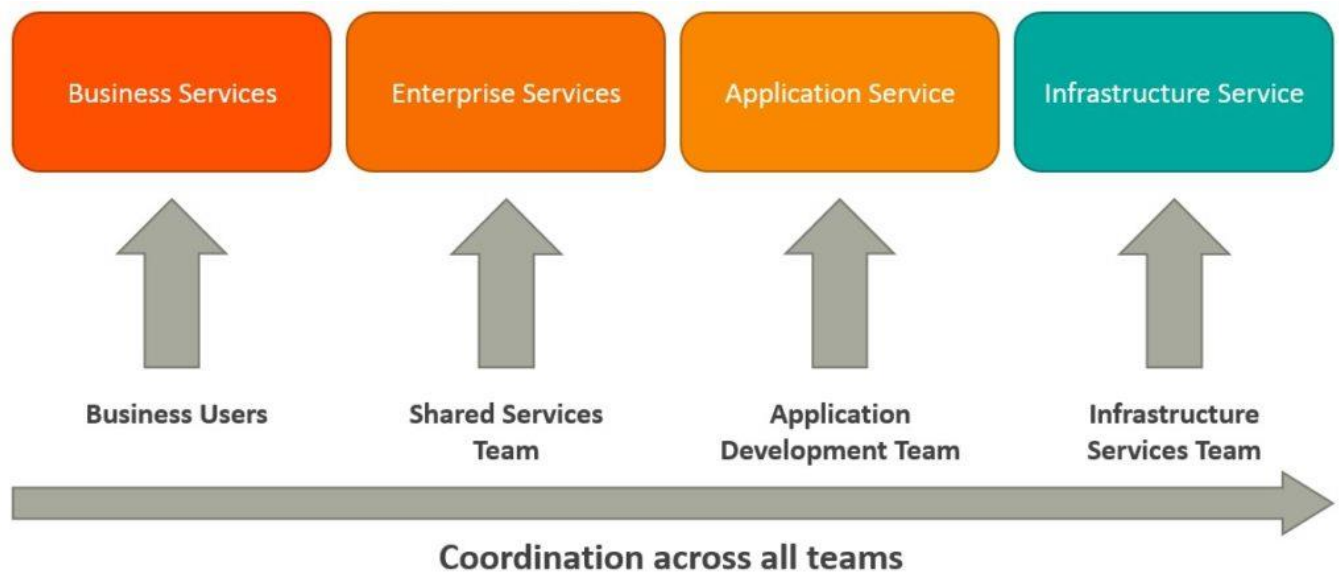 Business Services
Enterprise Services
Application Service
Infrastructure Service
Business Users
Shared Services
Team
Application
Development Team
Infrastructure
Services Team
Coordination across all teams